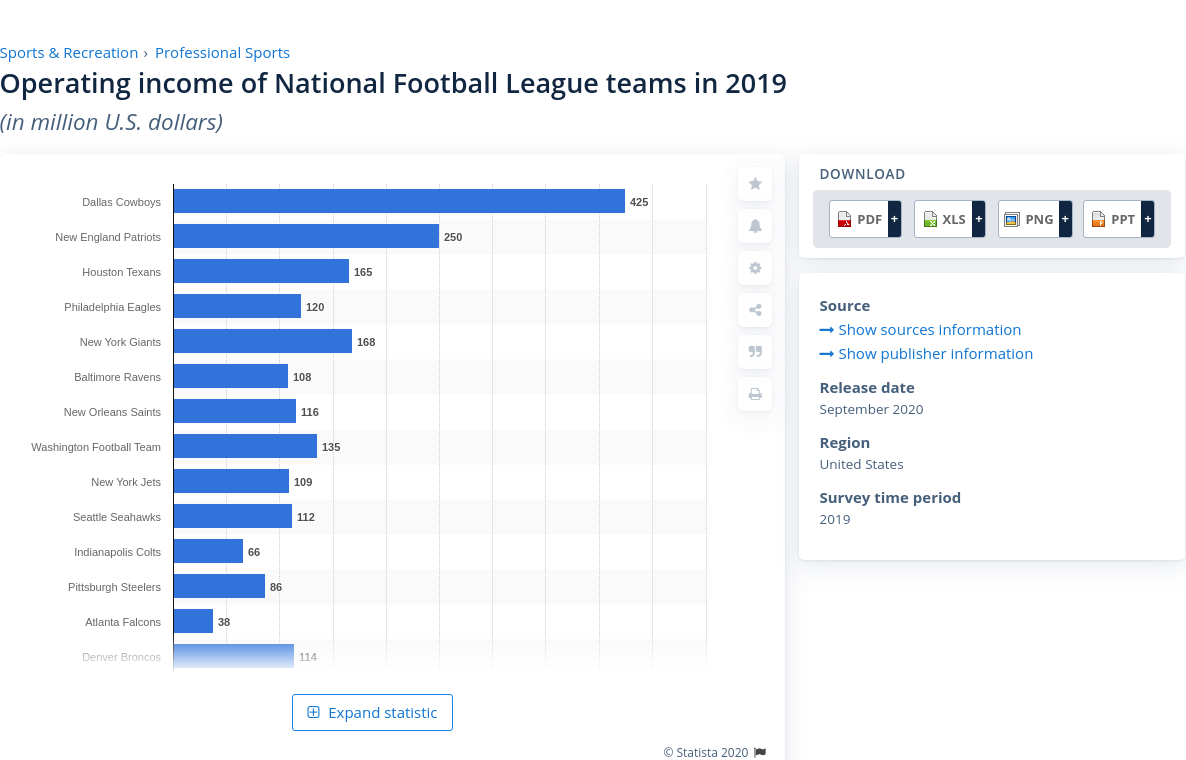 Sports & Recreation › Professional Sports
Operating income of National Football League teams in 2019
(in million U.S. dollars)
Dallas Cowboys 425
New England Patriots 250
Houston Texans 165
Philadelphia Eagles 120
New York Giants 168
Baltimore Ravens 108
New Orleans Saints 116
Washington Football Team 135
New York Jets 109
Seattle Seahawks 112
Indianapolis Colts 66
Pittsburgh Steelers 86
Atlanta Falcons 38
Denver Broncos 114
Expand statistic
© Statista 2020
DOWNLOAD
PDF + XLS + PNG + PPT +
Source
Show sources information
Show publisher information
Release date
September 2020
Region
United States
Survey time period
2019